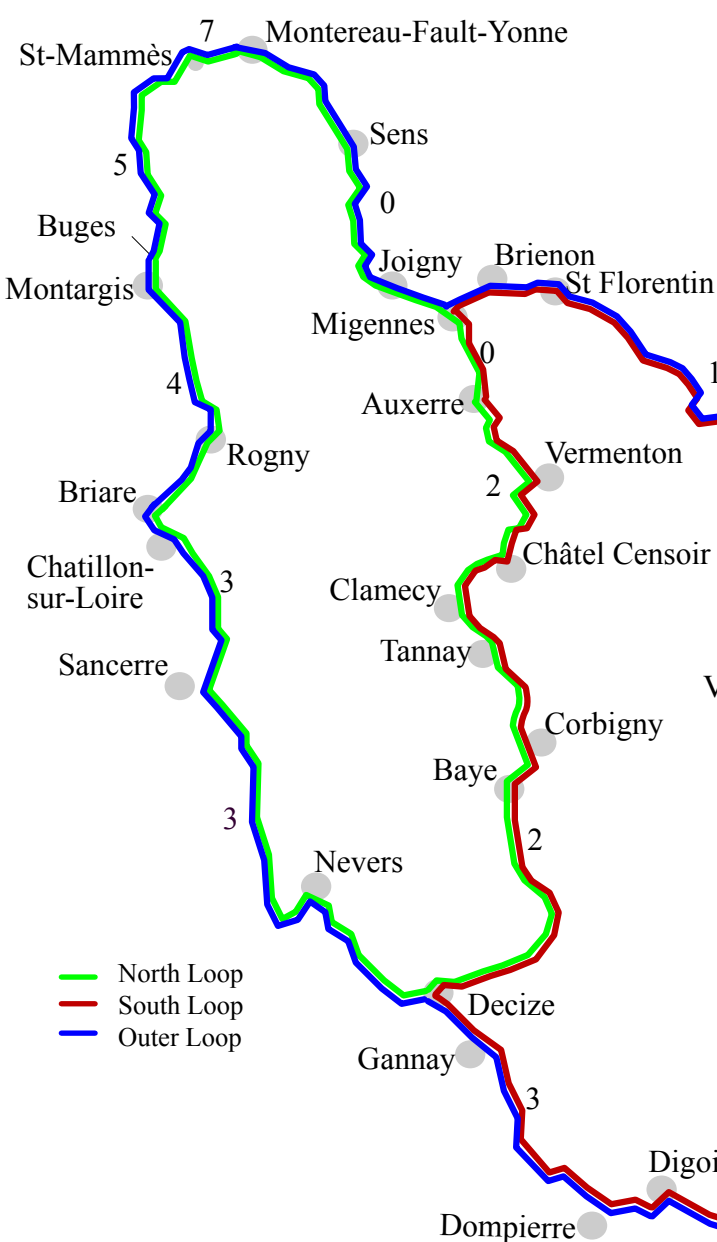 7
Montereau-Fault-Yonne
St-Mammès
Sens
5
0
Buges
Joigny
Brienon
St Florentin
Montargis
Migennes
0
1
4
Auxerre
Rogny
Vermenton
Briare
2
Châtel Censoir
Chatillon-
sur-Loire
3
Clamecy
Tannay
Sancerre
V
Corbigny
Baye
3
2
Nevers
North Loop
South Loop
Outer Loop
Decize
Gannay
3
Digoi
Dompierre